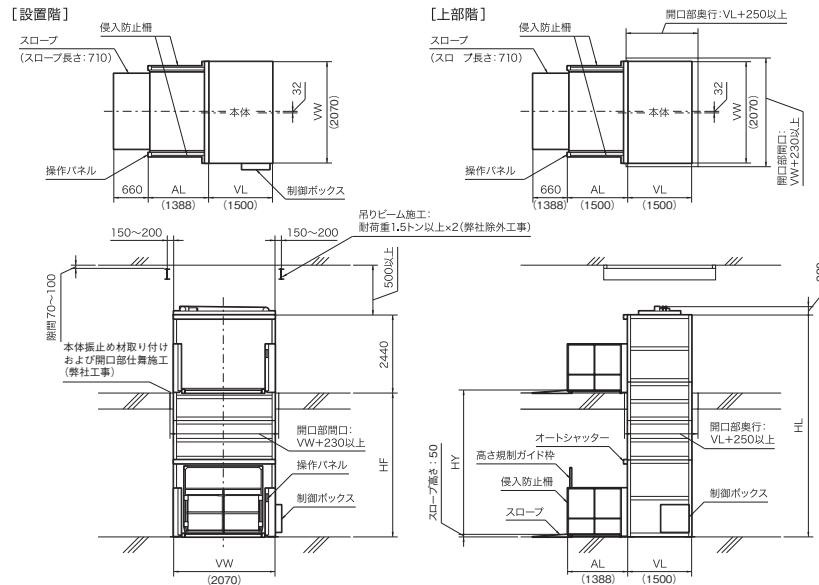 [設置階]
侵入防止柵
スロープ
(スロープ長さ:710)
本体
32
VW
(2070)
操作パネル
660
AL
(1388)
VL
(1500)
制御ボックス
[上部階]
開口部奥行:VL+250以上
侵入防止柵
スロープ
(スロ プ長さ:710)
本体
32
VW
(2070)
開口部間口:
VW+230以上
操作パネル
660
(1388)
AL
(1500)
VL
(1500)
吊りビーム施工:
耐荷重1.5トン以上×2(弊社除外工事)
150~200
150~200
500以上
隙間70~100
本体振止め材取り付け
および開口部仕舞施工
(弊社工事)
2440
開口部間口:
VW+230以上
操作パネル
制御ボックス
HF
VW
(2070)
開口部奥行:
VL+250以上
オートシャッター
高さ規制ガイド枠
侵入防止柵
スロープ
スロープ高さ:50
HY
HL
制御ボックス
AL
(1388)
VL
(1500)